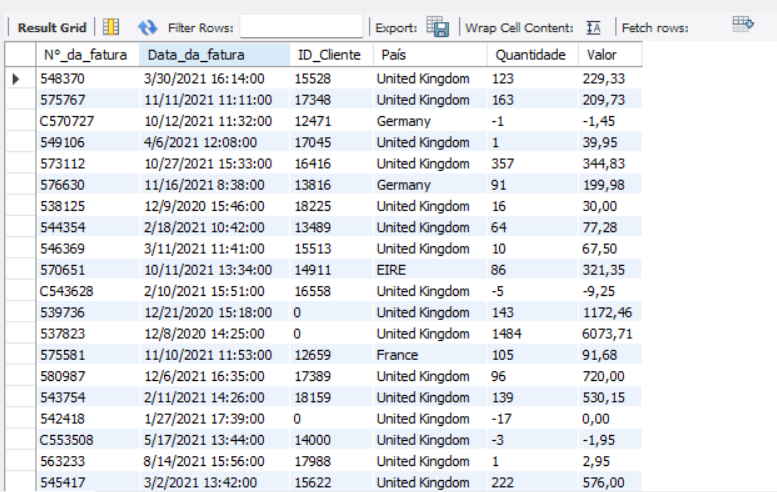 Result Grid Filter Rows: Export: Wrap Cell Content: Fetch rows:
N°_da_fatura Data_da_fatura ID_Cliente País Quantidade Valor
548370 3/30/2021 16:14:00 15528 United Kingdom 123 229,33
575767 11/11/2021 11:11:00 17348 United Kingdom 163 209,73
C570727 10/12/2021 11:32:00 12471 Germany -1 -1,45
549106 4/6/2021 12:08:00 17045 United Kingdom 1 39,95
573112 10/27/2021 15:33:00 16416 United Kingdom 357 344,83
576630 11/16/2021 8:38:00 13816 Germany 91 199,98
538125 12/9/2020 15:46:00 18225 United Kingdom 16 30,00
544354 2/18/2021 10:42:00 13489 United Kingdom 64 77,28
546369 3/11/2021 11:41:00 15513 United Kingdom 10 67,50
570651 10/11/2021 13:34:00 14911 EIRE 86 321,35
C543628 2/10/2021 15:51:00 16558 United Kingdom -5 -9,25
539736 12/21/2020 15:18:00 0 United Kingdom 143 1172,46
537823 12/8/2020 14:25:00 0 United Kingdom 1484 6073,71
575581 11/10/2021 11:53:00 12659 France 105 91,68
580987 12/6/2021 16:35:00 17389 United Kingdom 96 720,00
543754 2/11/2021 14:26:00 18159 United Kingdom 139 530,15
542418 1/27/2021 17:39:00 0 United Kingdom -17 0,00
C553508 5/17/2021 13:44:00 14000 United Kingdom -3 -1,95
563233 8/14/2021 15:56:00 17988 United Kingdom 1 2,95
545417 3/2/2021 13:42:00 15622 United Kingdom 222 576,00